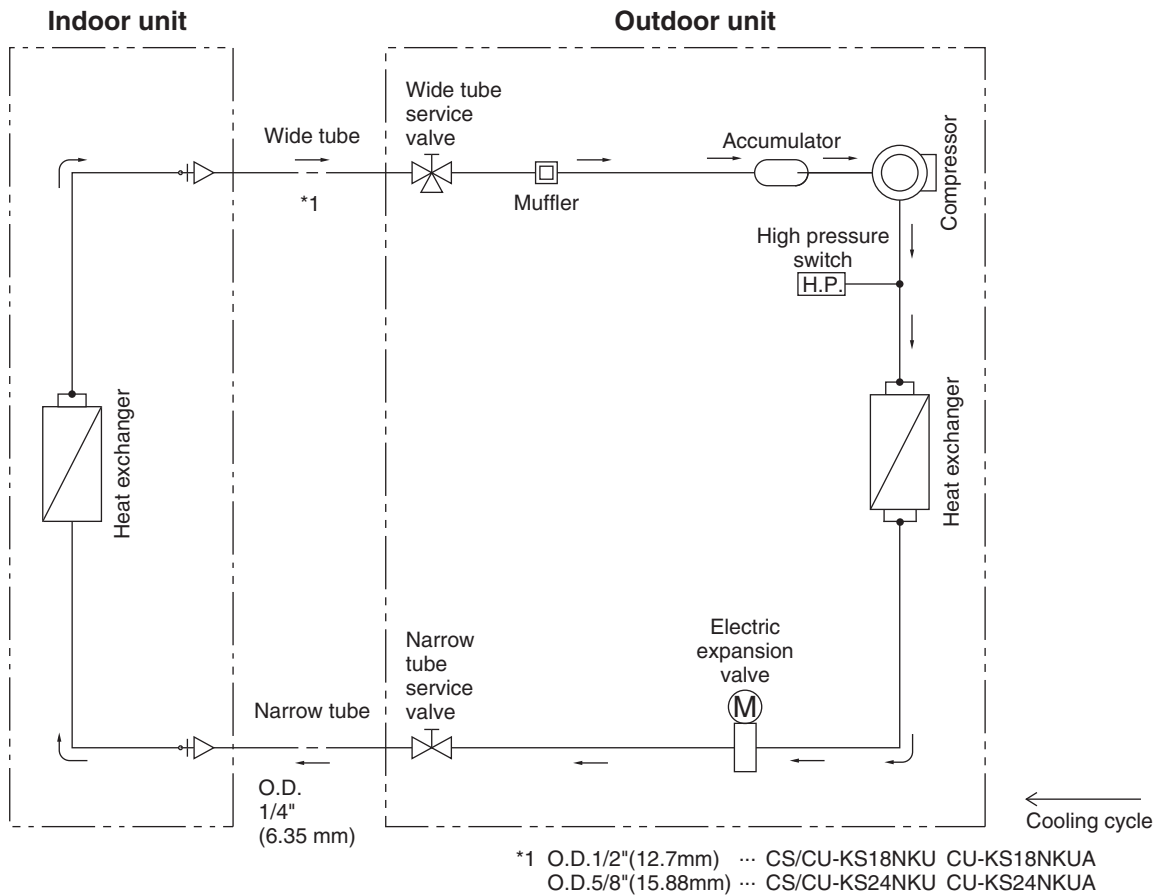 Indoor unit
Outdoor unit
Wide tube
*1
Wide tube
service
valve
Muffler
Accumulator
Compressor
High pressure
switch
H.P.
Heat exchanger
Heat exchanger
Narrow tube
O.D.
1/4"
(6.35 mm)
Narrow
tube
service
valve
Electric
expansion
valve
M
Cooling cycle
*1 O.D.1/2"(12.7mm) ··· CS/CU-KS18NKU CU-KS18NKUA
O.D.5/8"(15.88mm) ··· CS/CU-KS24NKU CU-KS24NKUA